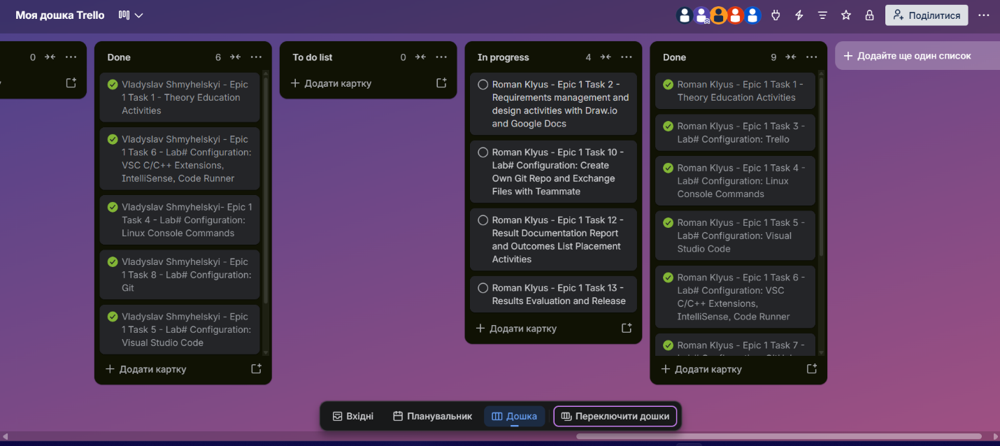 Моя дошка Trello
Поділитися
0
Done
6
Vladyslav Shmyhelskyi - Epic
1 Task 1 - Theory Education
Activities
Vladyslav Shmyhelskyi - Epic
1 Task 6 - Lab# Configuration:
VSC C/C++ Extensions,
IntelliSense, Code Runner
Vladyslav Shmyhelskyi- Epic 1
Task 4 - Lab# Configuration:
Linux Console Commands
Vladyslav Shmyhelskyi - Epic
1 Task 8 - Lab# Configuration:
Git
Vladyslav Shmyhelskyi - Epic
1 Task 5 - Lab# Configuration:
Visual Studio Code
Додати картку
To do list
0
Додати картку
In progress
4
Roman Klyus - Epic 1 Task 2 -
Requirements management and
design activities with Draw.io
and Google Docs
Roman Klyus - Epic 1 Task 10 -
Lab# Configuration: Create
Own Git Repo and Exchange
Files with Teammate
Roman Klyus - Epic 1 Task 12 -
Result Documentation Report
and Outcomes List Placement
Activities
Roman Klyus - Epic 1 Task 13 -
Results Evaluation and Release
Додати картку
Done
9
Roman Klyus - Epic 1 Task 1 -
Theory Education Activities
Roman Klyus - Epic 1 Task 3 -
Lab# Configuration: Trello
Roman Klyus - Epic 1 Task 4 -
Lab# Configuration: Linux
Console Commands
Roman Klyus - Epic 1 Task 5 -
Lab# Configuration: Visual
Studio Code
Roman Klyus - Epic 1 Task 6 -
Lab# Configuration: VSC
C/C++ Extensions,
IntelliSense, Code Runner
Roman Klyus - Epic 1 Task 7 -
Додати картку
Додайте ще один список
Вхідні
Планувальник
Дошка
Переключити дошки